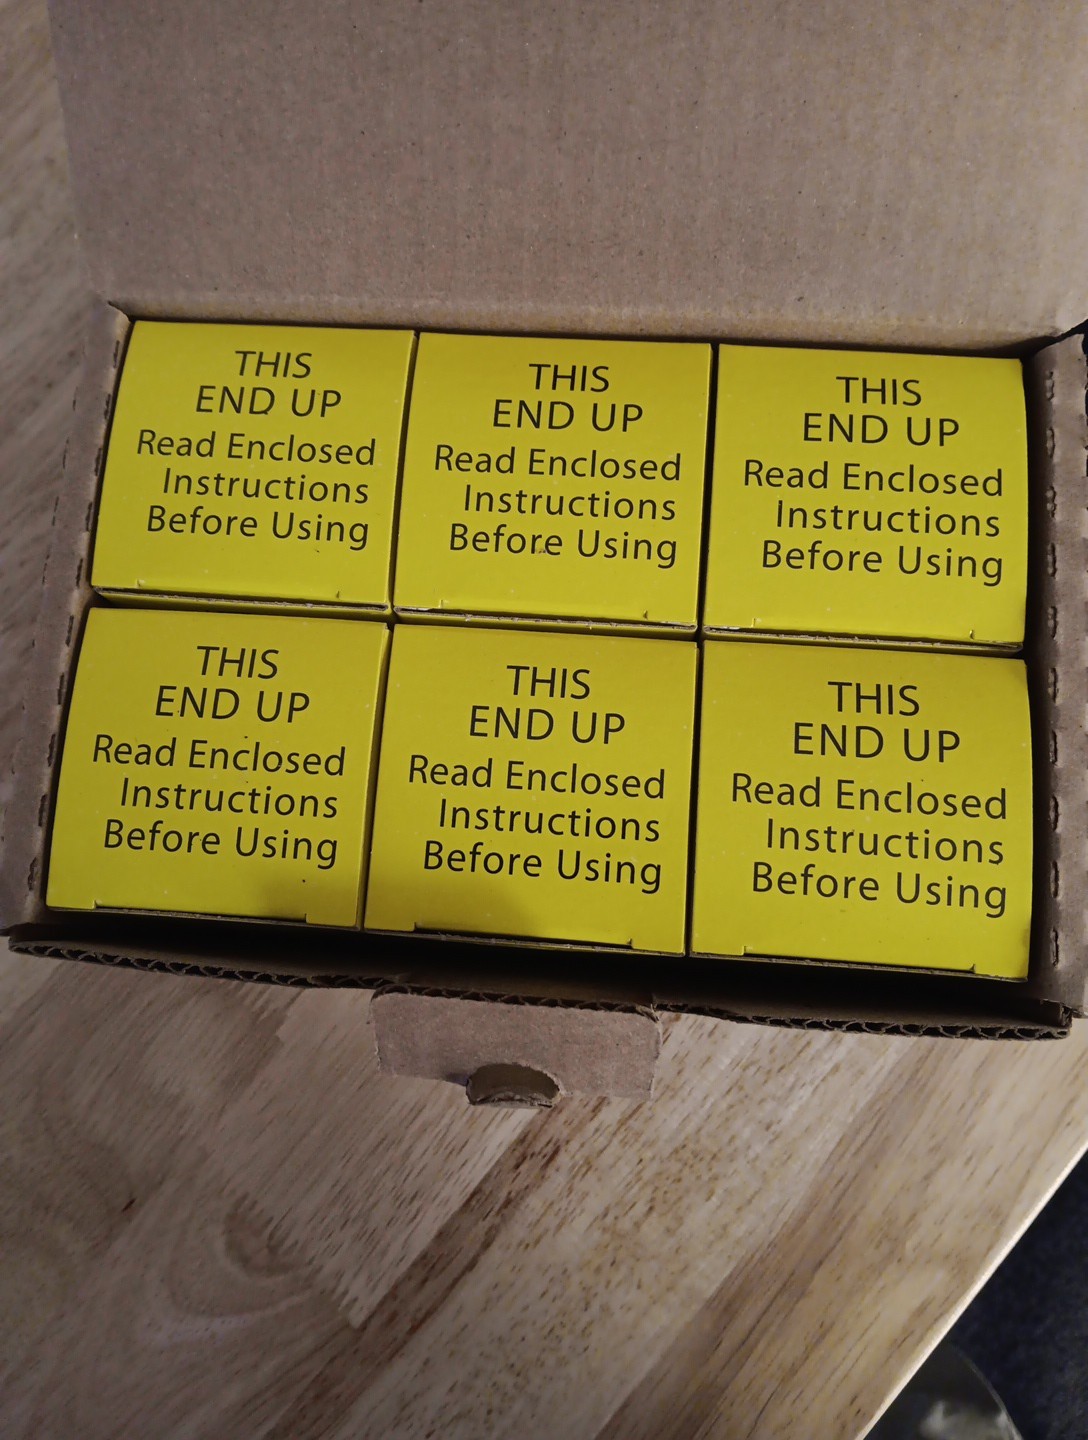 THIS
END UP
Read Enclosed
Instructions
Before Using
THIS
END UP
Read Enclosed
Instructions
Before Using
THIS
END UP
Read Enclosed
Instructions
Before Using
THIS
END UP
Read Enclosed
Instructions
Before Using
THIS
END UP
Read Enclosed
Instructions
Before Using
THIS
END UP
Read Enclosed
Instructions
Before Using